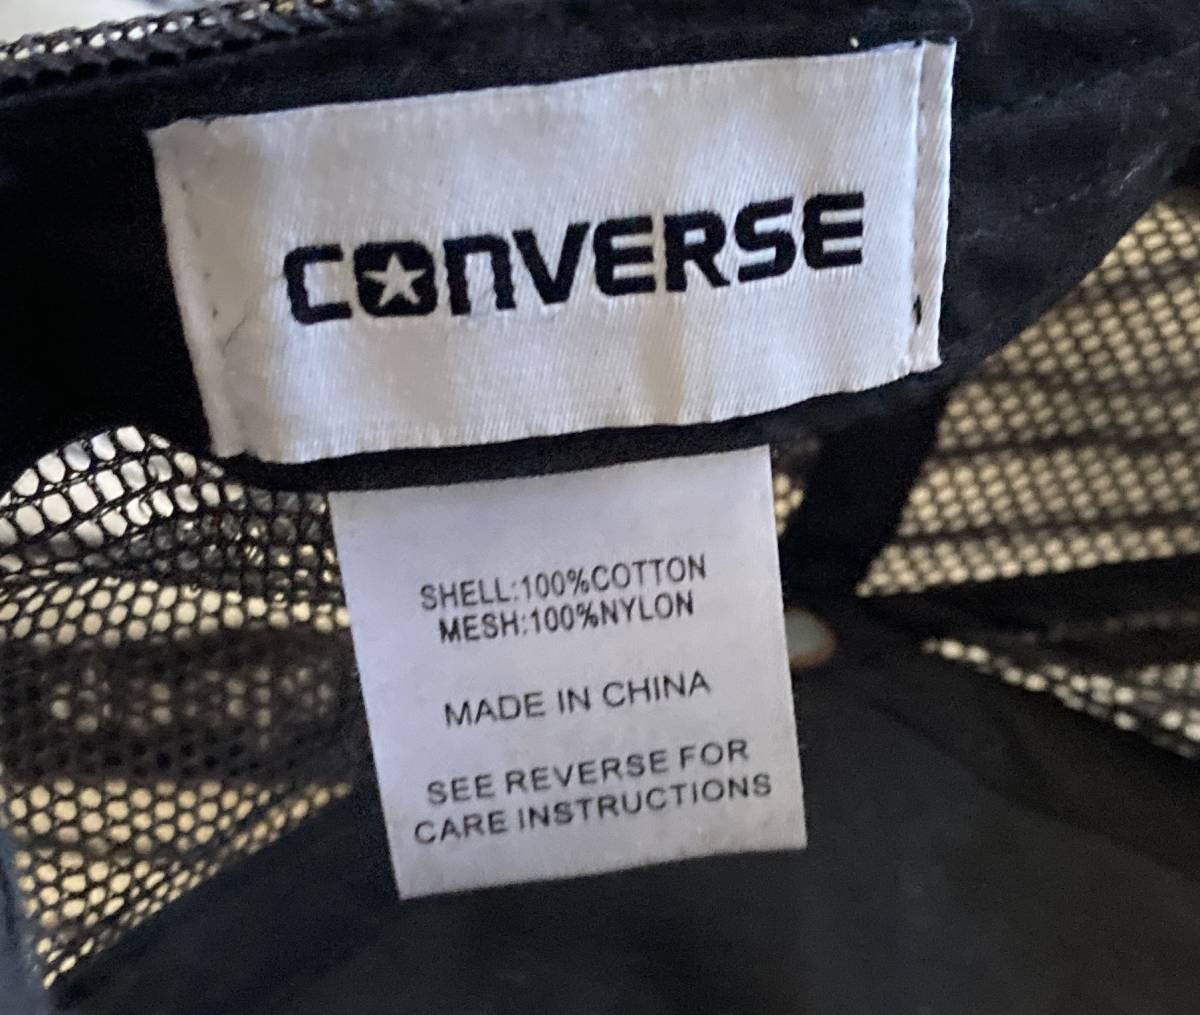 CONVERSE
SHELL:100%COTTON
MESH:100%NYLON
MADE IN CHINA
SEE REVERSE FOR
CARE INSTRUCTIONS